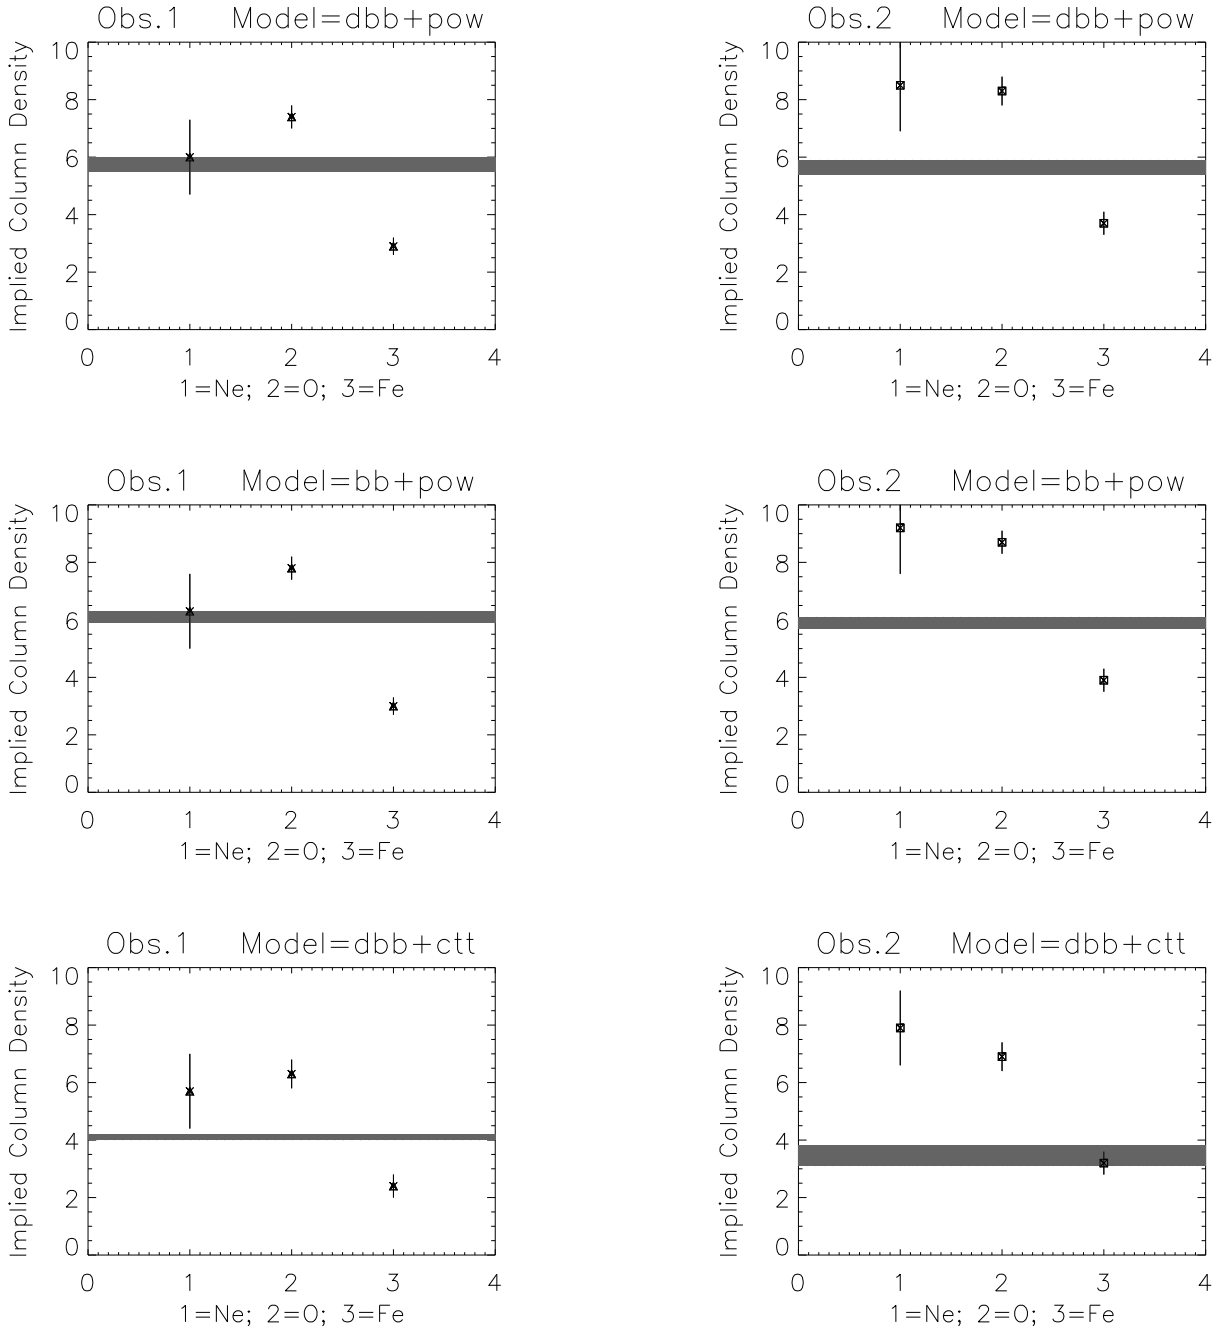 Obs.1 Model=dbb+pow
Implied Column Density
10
8
6
4
2
0
0 1 2 3 4
1=Ne; 2=O; 3=Fe
Obs.2 Model=dbb+pow
Implied Column Density
10
8
6
4
2
0
0 1 2 3 4
1=Ne; 2=O; 3=Fe
Obs.1 Model=bb+pow
Implied Column Density
10
8
6
4
2
0
0 1 2 3 4
1=Ne; 2=O; 3=Fe
Obs.2 Model=bb+pow
Implied Column Density
10
8
6
4
2
0
0 1 2 3 4
1=Ne; 2=O; 3=Fe
Obs.1 Model=dbb+ctt
Implied Column Density
10
8
6
4
2
0
0 1 2 3 4
1=Ne; 2=O; 3=Fe
Obs.2 Model=dbb+ctt
Implied Column Density
10
8
6
4
2
0
0 1 2 3 4
1=Ne; 2=O; 3=Fe